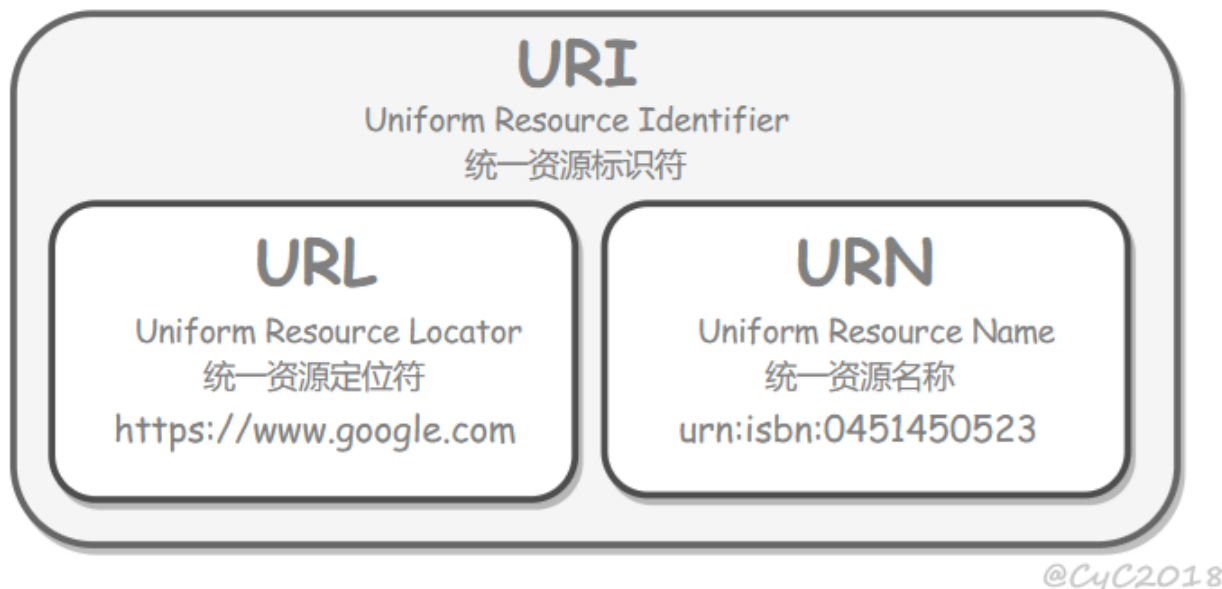 URI
Uniform Resource Identifier
统一资源标识符
URL
Uniform Resource Locator
统一资源定位符
https://www.google.com
URN
Uniform Resource Name
统一资源名称
urn:isbn:0451450523
@CyC2018